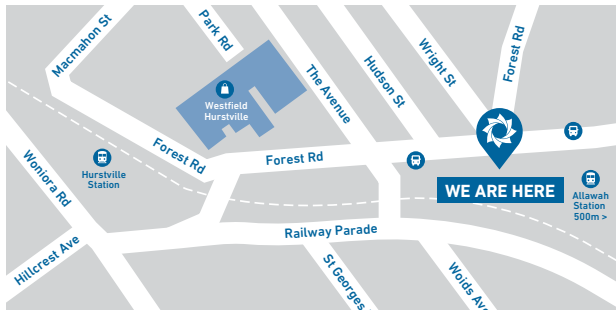 Macmahon St
Park Rd
The Avenue
Hudson St
Wright St
Forest Rd
Westfield
Hurstville
Forest Rd
Forest Rd
Hurstville
Station
Woniora Rd
WE ARE HERE
Allawah
Station
500m >
Railway Parade
Hillcrest Ave
St Georges
Woids Av